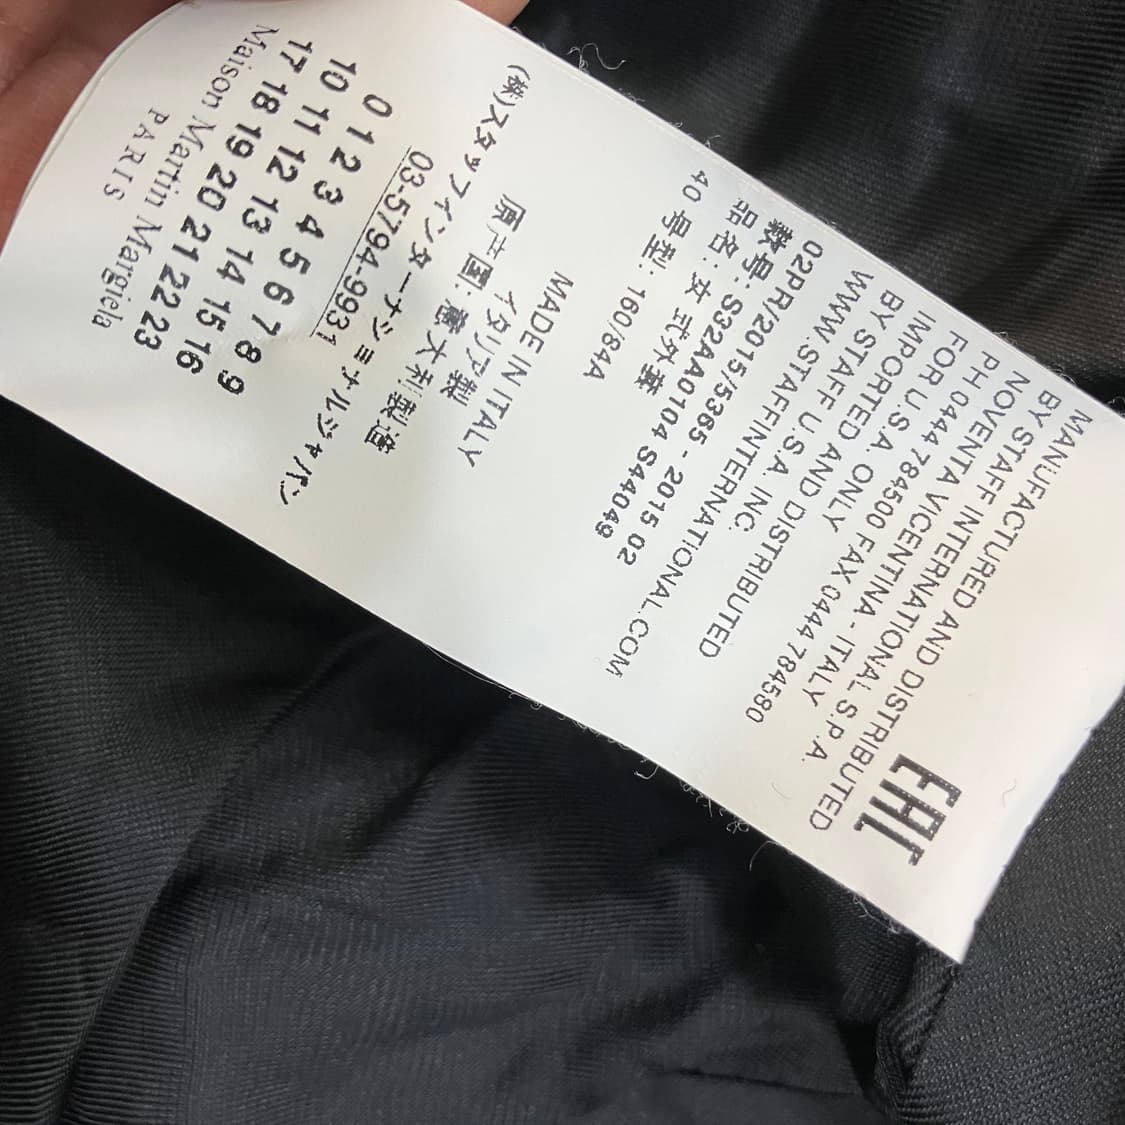 Maison Martin Margiela
PARIS
0 1 2 3 4 5 6 7 8 9
10 11 12 13 14 15 16
17 18 19 20 21 22 23
03-5794-9931
(株)スタッフインターナショナルジャパン
原产国: 意大利製造
イタリア製
MADE IN ITALY
40 号型: 160/84A
品名: 女式外套
款号: S32AA0104 S44049
02PR/2015/5365 - 2015 02
WWW.STAFFINTERNATIONAL.COM
BY STAFF U.S.A. INC.
IMPORTED AND DISTRIBUTED
FOR U.S.A. ONLY
PH 0444 784500 FAX 0444 784580
NOVENTA VICENTINA - ITALY
BY STAFF INTERNATIONAL S.P.A.
MANUFACTURED AND DISTRIBUTED
EAC